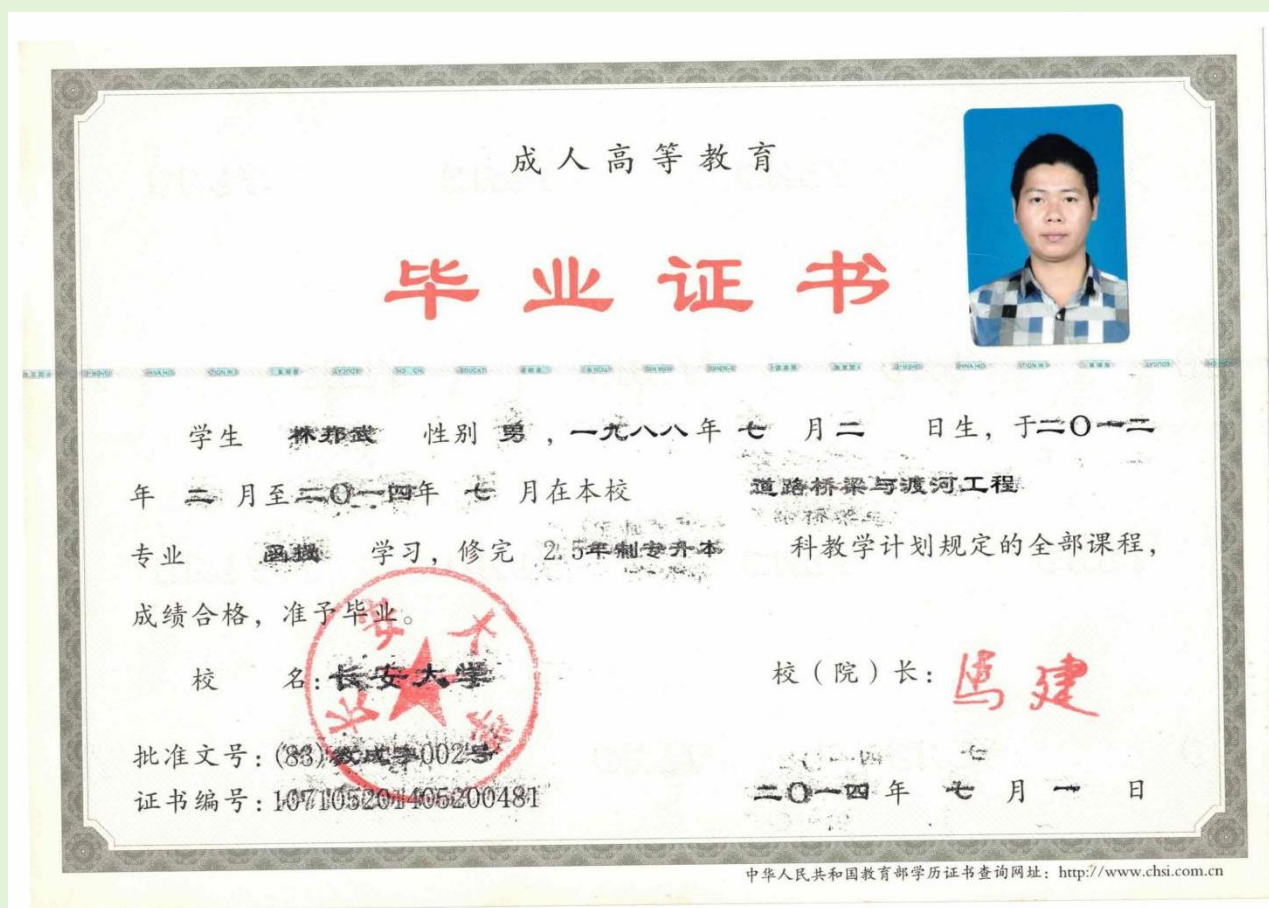 成人高等教育
毕业证书
学生 林邦武 性别 男，一九八八年 七 月二 日生，于二〇一二
年 二 月至二〇一四年 七 月在本校 道路桥梁与渡河工程
专业 函授 学习，修完 2.5年制专升本 科教学计划规定的全部课程，
成绩合格，准予毕业。
校 名：长安大学
长安大学
校（院）长：马建
批准文号：(83)教成字002号
证书编号：107105201405200481
二〇一四年 七 月 一 日
中华人民共和国教育部学历证书查询网址：http://www.chsi.com.cn